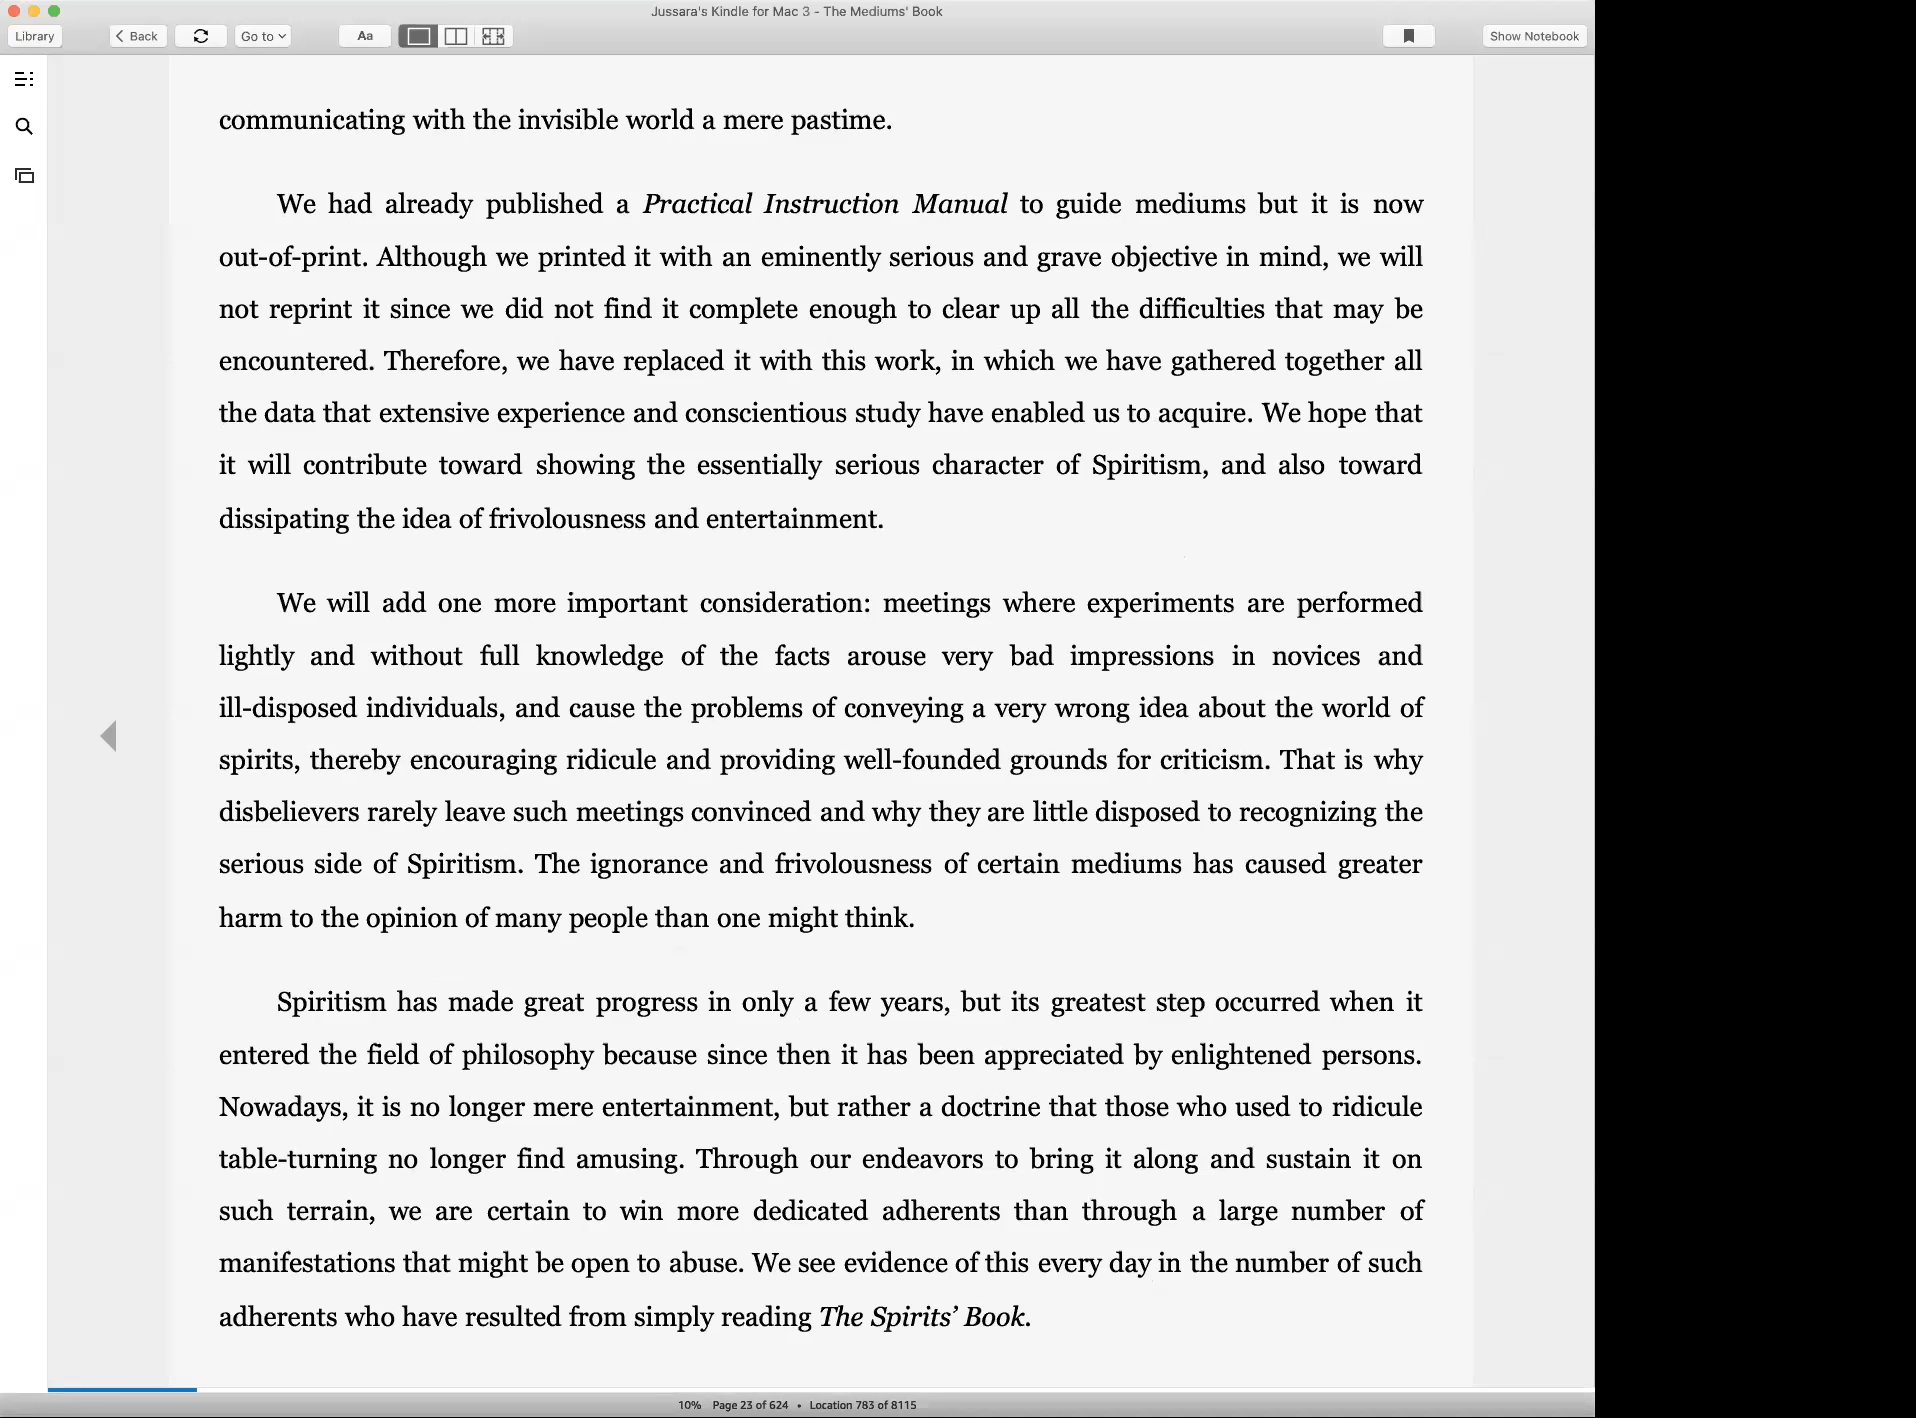 Jussara's Kindle for Mac 3 - The Mediums' Book
Library
Back
Go to
Aa
Show Notebook
communicating with the invisible world a mere pastime.
We had already published a Practical Instruction Manual to guide mediums but it is now
out-of-print. Although we printed it with an eminently serious and grave objective in mind, we will
not reprint it since we did not find it complete enough to clear up all the difficulties that may be
encountered. Therefore, we have replaced it with this work, in which we have gathered together all
the data that extensive experience and conscientious study have enabled us to acquire. We hope that
it will contribute toward showing the essentially serious character of Spiritism, and also toward
dissipating the idea of frivolousness and entertainment.
We will add one more important consideration: meetings where experiments are performed
lightly and without full knowledge of the facts arouse very bad impressions in novices and
ill-disposed individuals, and cause the problems of conveying a very wrong idea about the world of
spirits, thereby encouraging ridicule and providing well-founded grounds for criticism. That is why
disbelievers rarely leave such meetings convinced and why they are little disposed to recognizing the
serious side of Spiritism. The ignorance and frivolousness of certain mediums has caused greater
harm to the opinion of many people than one might think.
Spiritism has made great progress in only a few years, but its greatest step occurred when it
entered the field of philosophy because since then it has been appreciated by enlightened persons.
Nowadays, it is no longer mere entertainment, but rather a doctrine that those who used to ridicule
table-turning no longer find amusing. Through our endeavors to bring it along and sustain it on
such terrain, we are certain to win more dedicated adherents than through a large number of
manifestations that might be open to abuse. We see evidence of this every day in the number of such
adherents who have resulted from simply reading The Spirits’ Book.
10% Page 23 of 624 • Location 783 of 8115